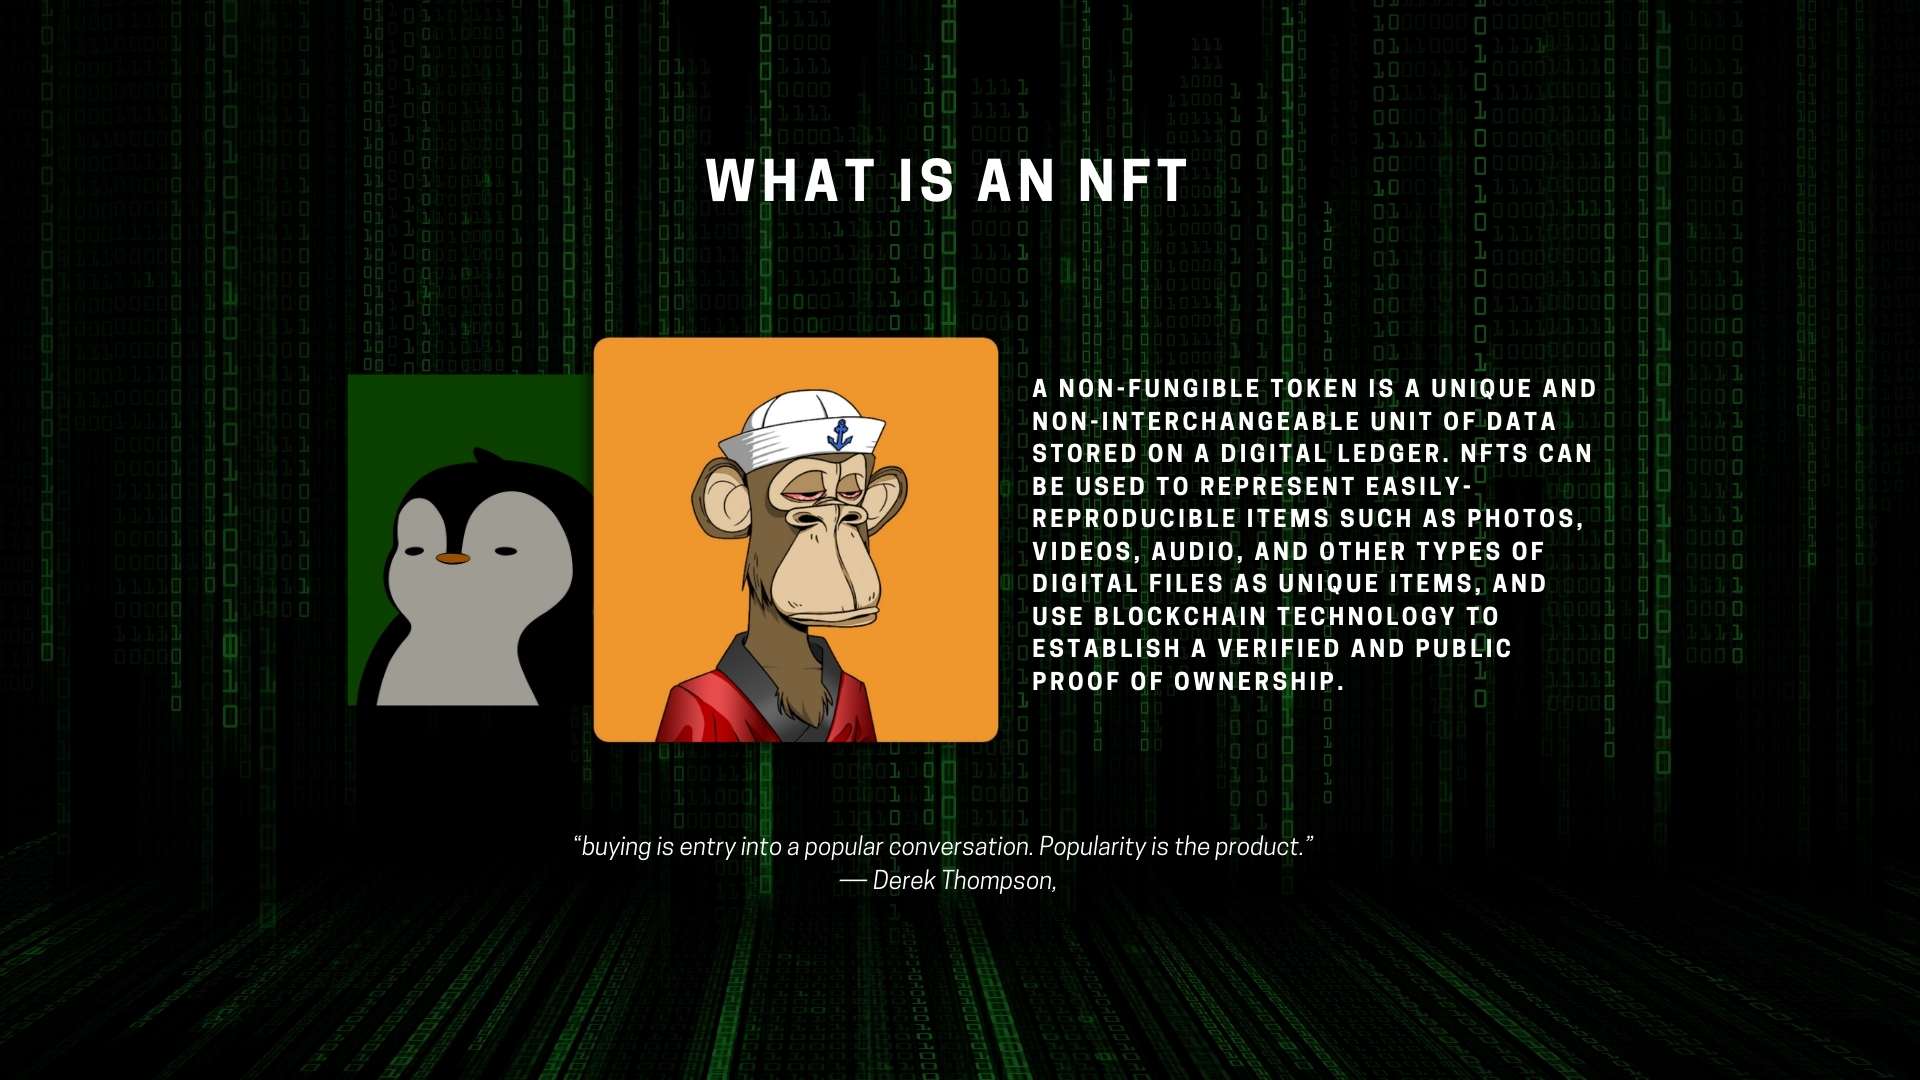 WHAT IS AN NFT
A NON-FUNGIBLE TOKEN IS A UNIQUE AND
NON-INTERCHANGEABLE UNIT OF DATA
STORED ON A DIGITAL LEDGER. NFTS CAN
BE USED TO REPRESENT EASILY-
REPRODUCIBLE ITEMS SUCH AS PHOTOS,
VIDEOS, AUDIO, AND OTHER TYPES OF
DIGITAL FILES AS UNIQUE ITEMS, AND
USE BLOCKCHAIN TECHNOLOGY TO
ESTABLISH A VERIFIED AND PUBLIC
PROOF OF OWNERSHIP.
“buying is entry into a popular conversation. Popularity is the product.”
— Derek Thompson,